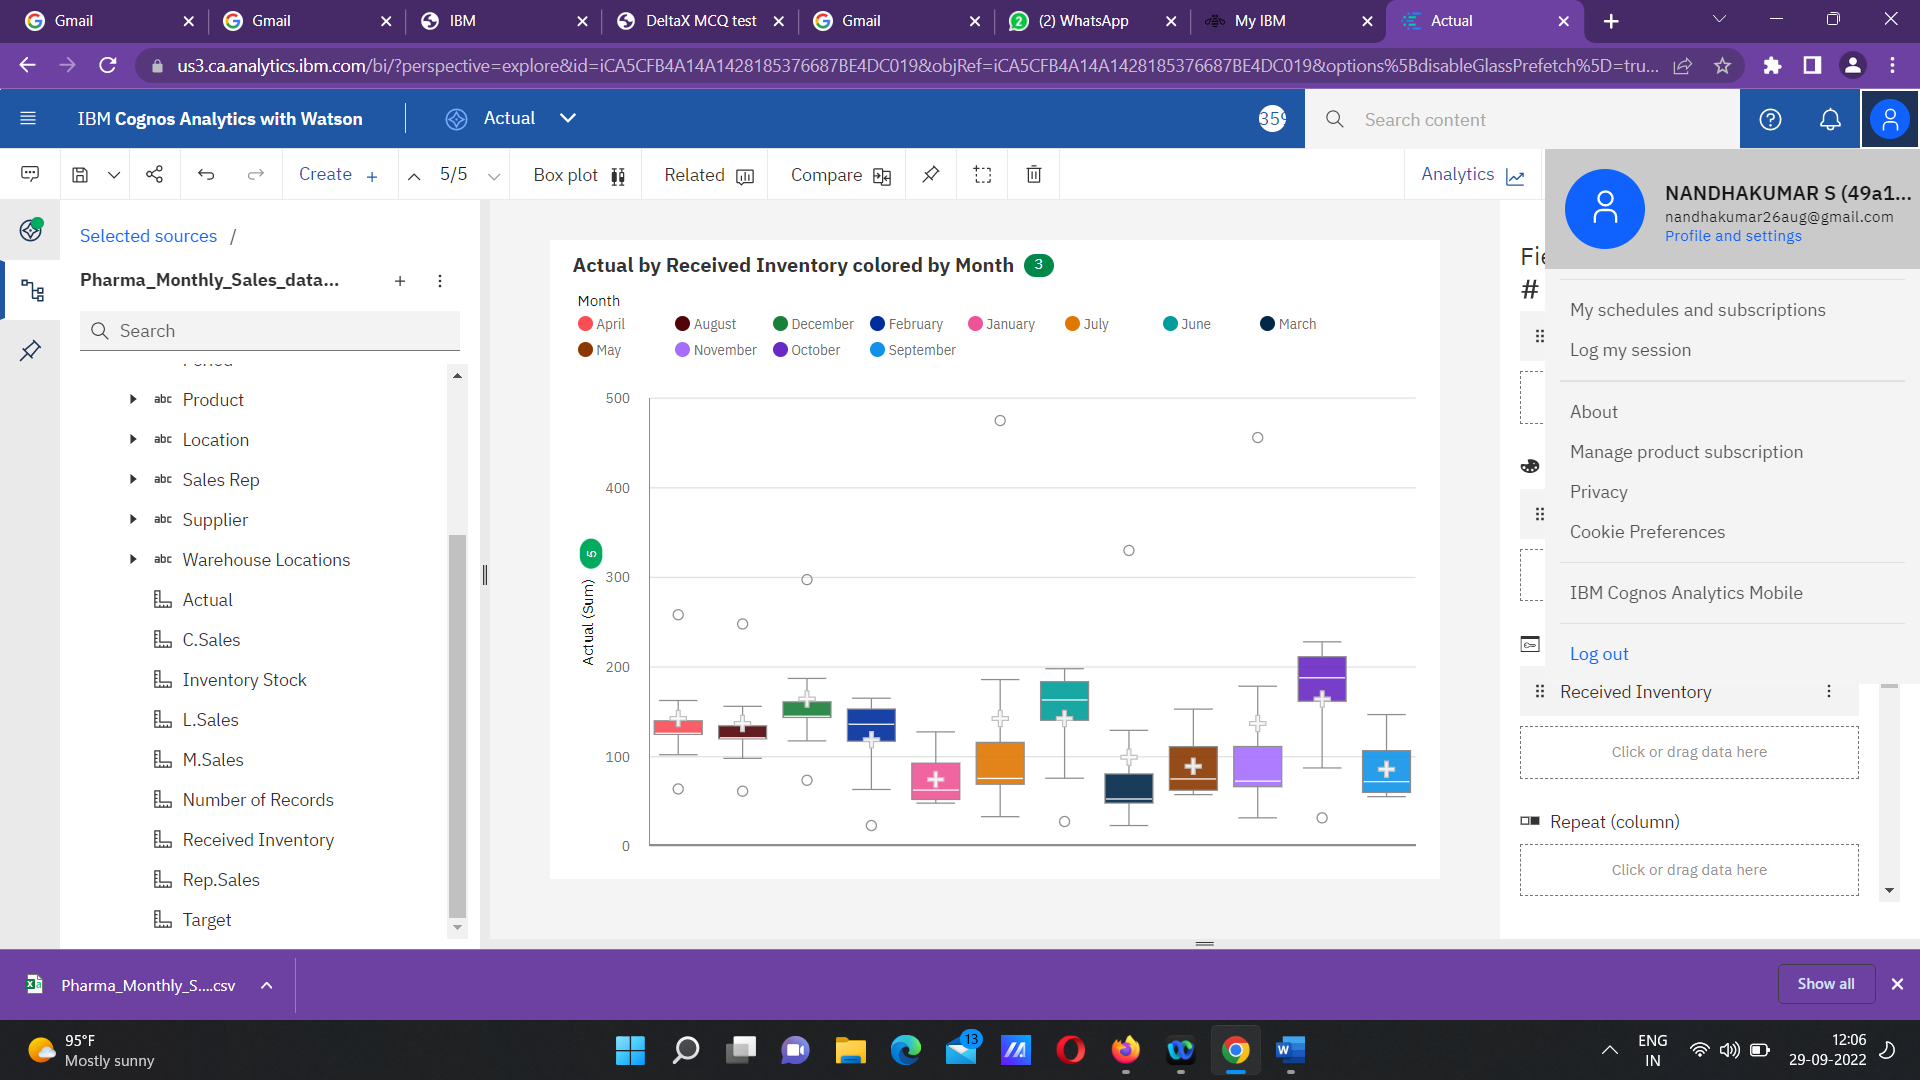 Gmail
Gmail
IBM
DeltaX MCQ test
Gmail
(2) WhatsApp
My IBM
Actual
us3.ca.analytics.ibm.com/bi/?perspective=explore&id=iCA5CFB4A14A1428185376687BE4DC019&objRef=iCA5CFB4A14A1428185376687BE4DC019&options%5BdisableGlassPrefetch%5D=tru...
IBM Cognos Analytics with Watson
Actual
Search content
Create +
5/5
Box plot
Related
Compare
Analytics
NANDHAKUMAR S (49a1...
nandhakumar26aug@gmail.com
Profile and settings
My schedules and subscriptions
Log my session
About
Manage product subscription
Privacy
Cookie Preferences
IBM Cognos Analytics Mobile
Log out
Selected sources /
Pharma_Monthly_Sales_data...
Search
abc Product
abc Location
abc Sales Rep
abc Supplier
abc Warehouse Locations
Actual
C.Sales
Inventory Stock
L.Sales
M.Sales
Number of Records
Received Inventory
Rep.Sales
Target
Actual by Received Inventory colored by Month 3
Month
April
August
December
February
January
July
June
March
May
November
October
September
500
400
300
200
100
0
Actual (Sum)
5
#
Received Inventory
Click or drag data here
Repeat (column)
Click or drag data here
Pharma_Monthly_S....csv
Show all
95°F
Mostly sunny
13
ENG
IN
12:06
29-09-2022